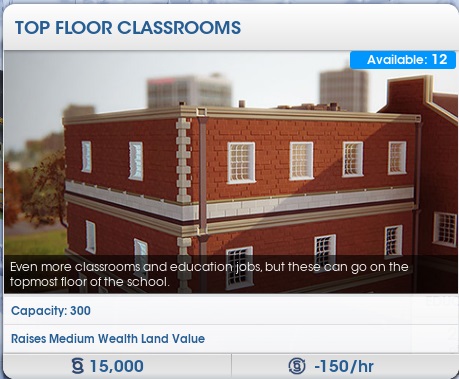 TOP FLOOR CLASSROOMS
Available: 12
Even more classrooms and education jobs, but these can go on the
topmost floor of the school.
Capacity: 300
Raises Medium Wealth Land Value
15,000
-150/hr